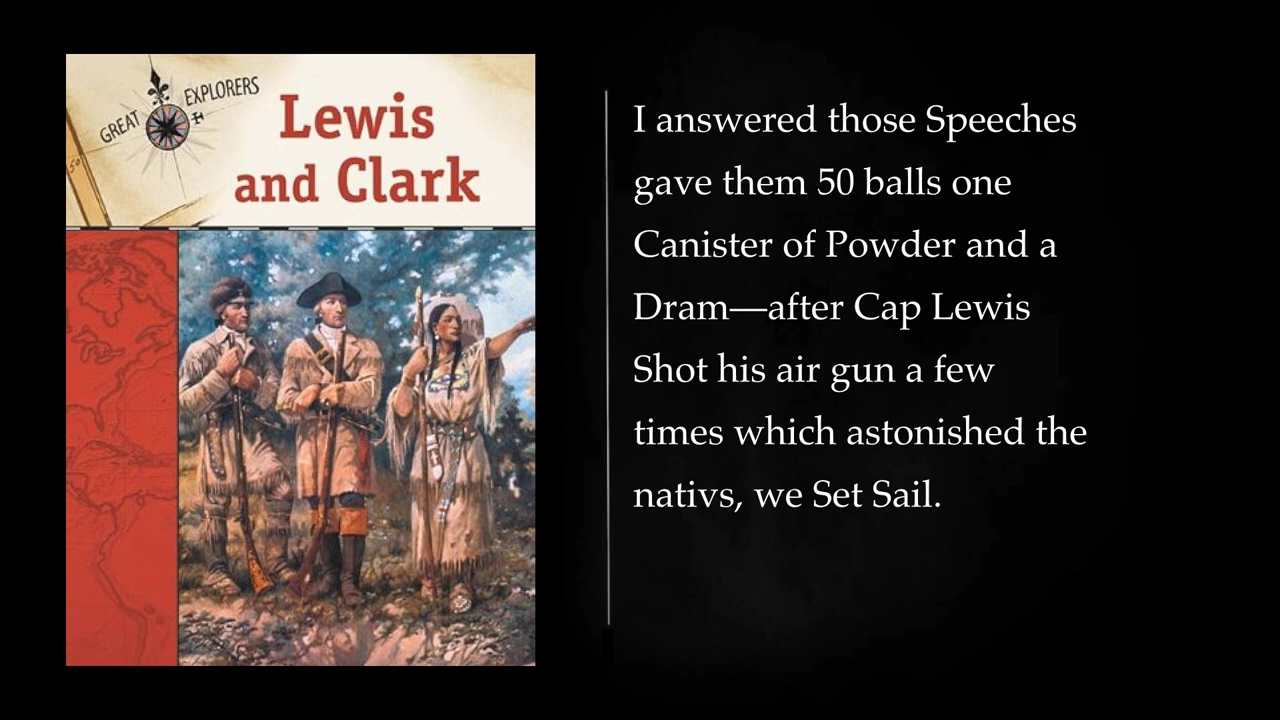 GREAT EXPLORERS
Lewis
and Clark
50
I answered those Speeches
gave them 50 balls one
Canister of Powder and a
Dram—after Cap Lewis
Shot his air gun a few
times which astonished the
nativs, we Set Sail.